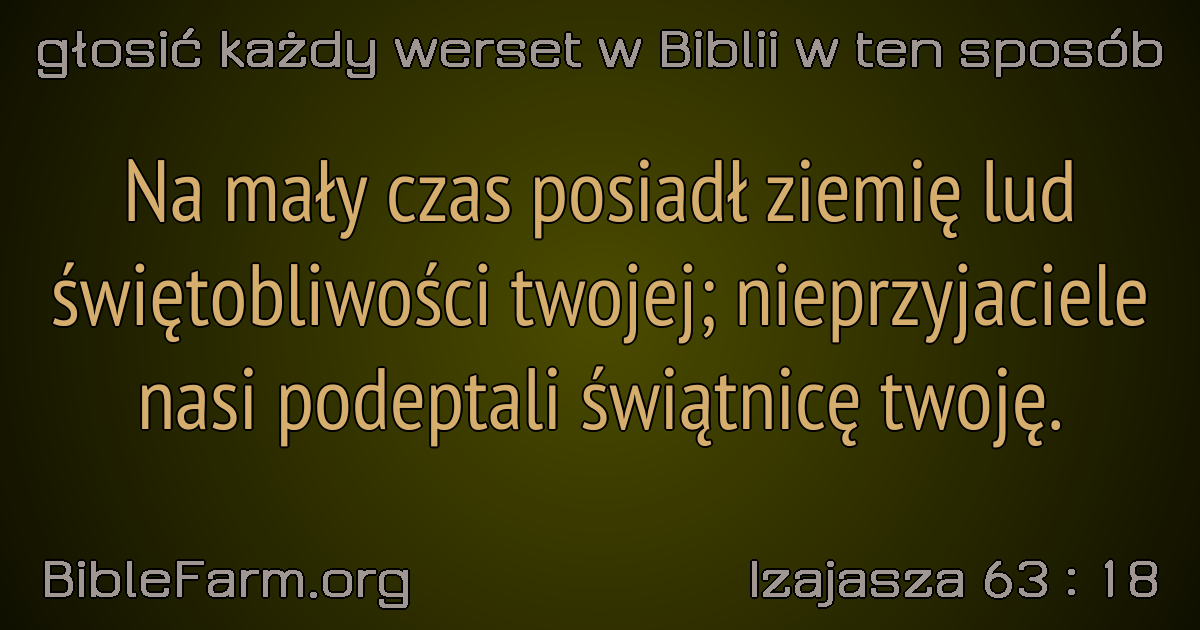 głosić każdy werset w Biblii w ten sposób
Na mały czas posiadł ziemię lud
świętobliwości twojej; nieprzyjaciele
nasi podeptali świątnicę twoję.
BibleFarm.org
Izajasza 63 : 18